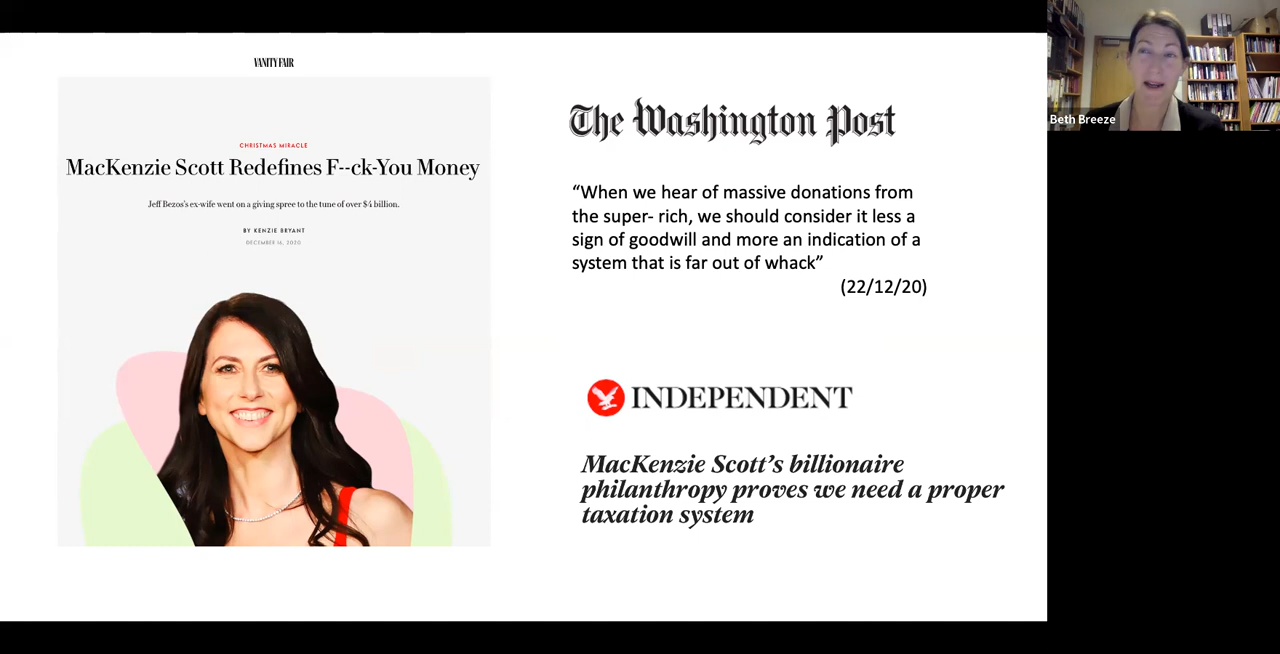 VANITY FAIR
CHRISTMAS MIRACLE
MacKenzie Scott Redefines F--ck-You Money
Jeff Bezos's ex-wife went on a giving spree to the tune of over $4 billion.
BY KENZIE BRYANT
DECEMBER 16, 2020
The Washington Post
“When we hear of massive donations from
the super- rich, we should consider it less a
sign of goodwill and more an indication of a
system that is far out of whack”
(22/12/20)
INDEPENDENT
MacKenzie Scott’s billionaire
philanthropy proves we need a proper
taxation system
Beth Breeze